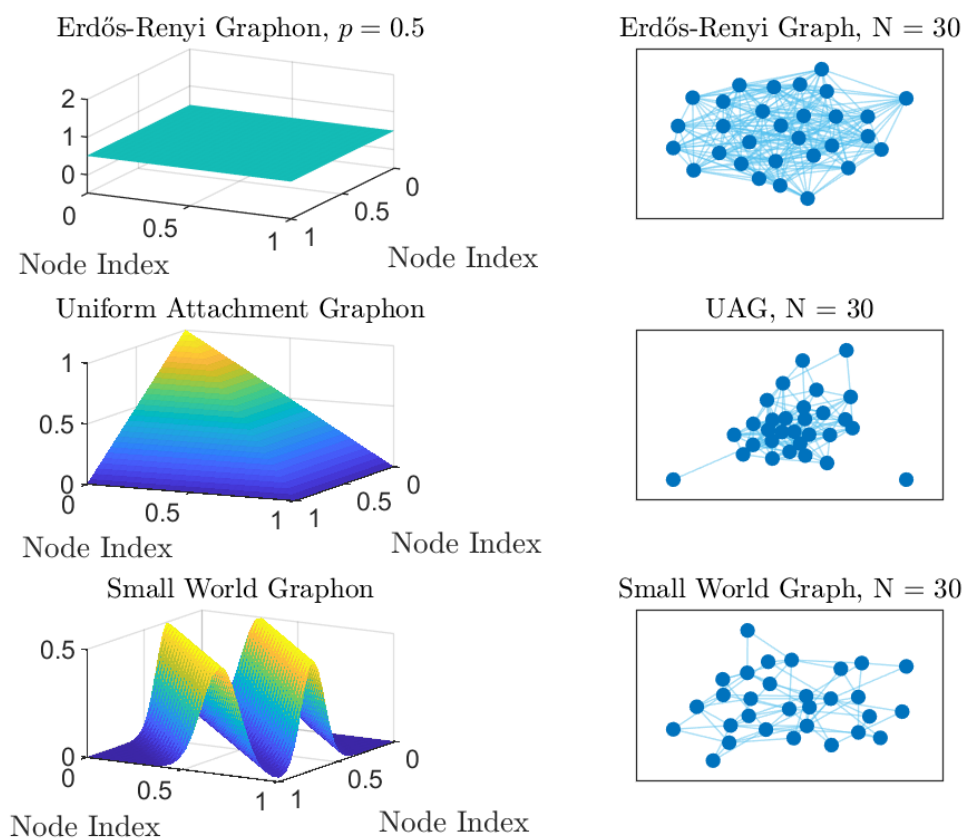 Erdős-Renyi Graphon, p = 0.5
2
1
0
0
0.5
1
1
0.5
0
Node Index
Node Index
Erdős-Renyi Graph, N = 30
Uniform Attachment Graphon
1
0.5
0
0
0.5
1
1
0.5
0
Node Index
Node Index
UAG, N = 30
Small World Graphon
0.5
0
0
0.5
1
1
0.5
0
Node Index
Node Index
Small World Graph, N = 30